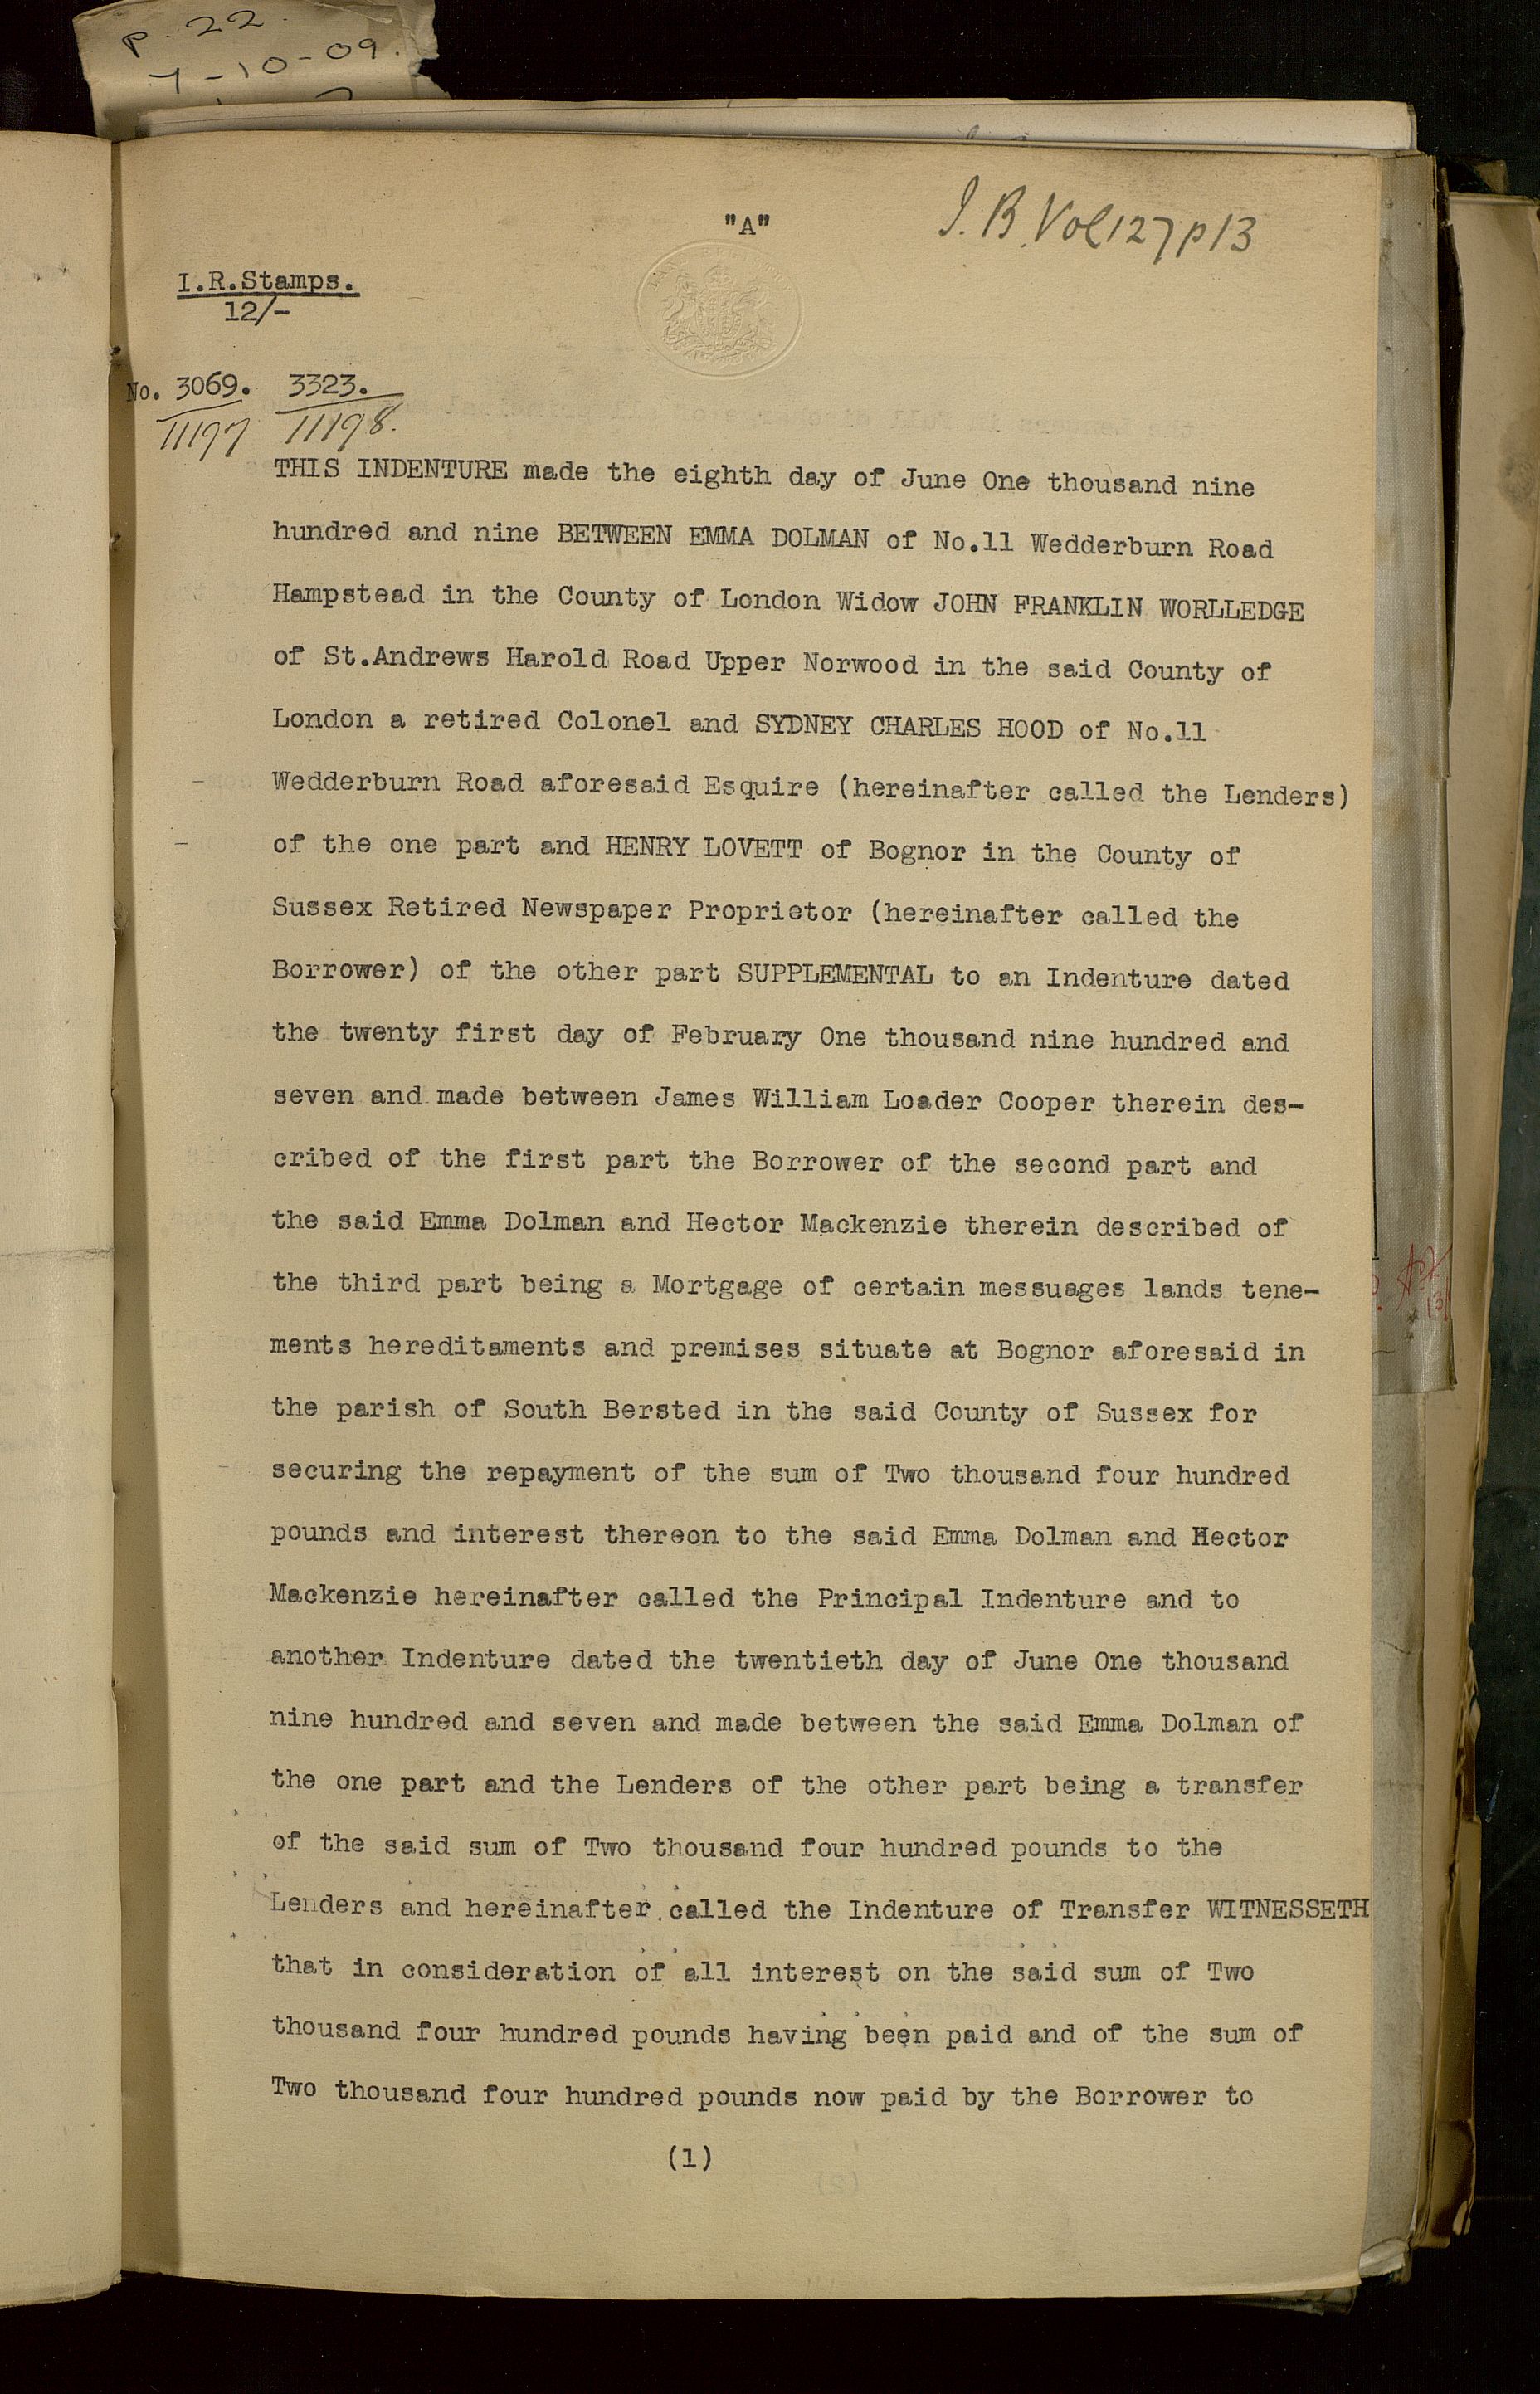 p. 22.
7-10-09.
"A"
I.B. Vol 127 p 13
I.R.Stamps.
12/-
No. 3069. 3323.
11197 11198.
THIS INDENTURE made the eighth day of June One thousand nine
hundred and nine BETWEEN EMMA DOLMAN of No.11 Wedderburn Road
Hampstead in the County of London Widow JOHN FRANKLIN WORLLEDGE
of St.Andrews Harold Road Upper Norwood in the said County of
London a retired Colonel and SYDNEY CHARLES HOOD of No.11
Wedderburn Road aforesaid Esquire (hereinafter called the Lenders)
of the one part and HENRY LOVETT of Bognor in the County of
Sussex Retired Newspaper Proprietor (hereinafter called the
Borrower) of the other part SUPPLEMENTAL to an Indenture dated
the twenty first day of February One thousand nine hundred and
seven and made between James William Loader Cooper therein des-
cribed of the first part the Borrower of the second part and
the said Emma Dolman and Hector Mackenzie therein described of
the third part being a Mortgage of certain messuages lands tene-
ments hereditaments and premises situate at Bognor aforesaid in
the parish of South Bersted in the said County of Sussex for
securing the repayment of the sum of Two thousand four hundred
pounds and interest thereon to the said Emma Dolman and Hector
Mackenzie hereinafter called the Principal Indenture and to
another Indenture dated the twentieth day of June One thousand
nine hundred and seven and made between the said Emma Dolman of
the one part and the Lenders of the other part being a transfer
of the said sum of Two thousand four hundred pounds to the
Lenders and hereinafter called the Indenture of Transfer WITNESSETH
that in consideration of all interest on the said sum of Two
thousand four hundred pounds having been paid and of the sum of
Two thousand four hundred pounds now paid by the Borrower to
(1)